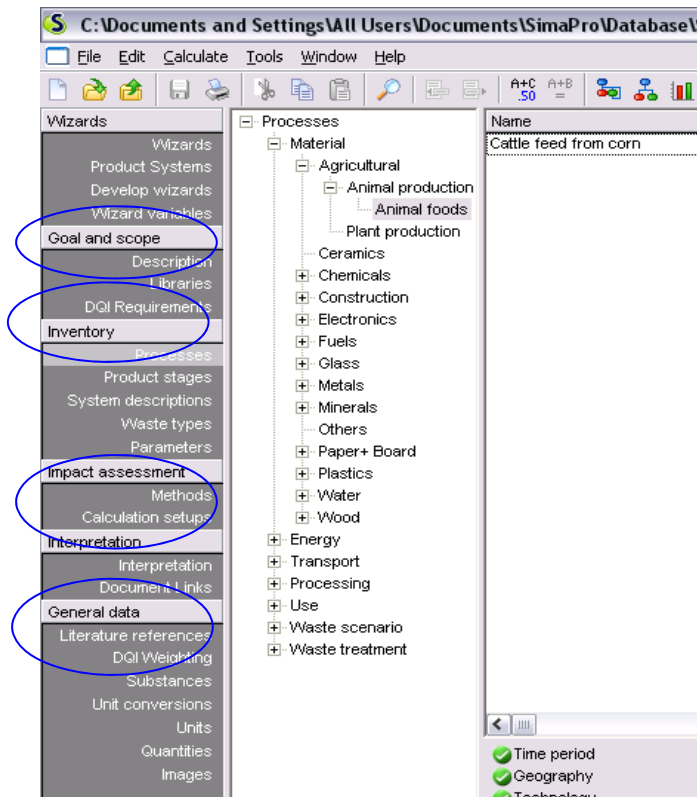 C:\Documents and Settings\All Users\Documents\SimaPro\Database\
File Edit Calculate Tools Window Help
A+C .50 A+B =
Wizards
Wizards
Product Systems
Develop wizards
Wizard variables
Goal and scope
Description
Libraries
DQI Requirements
Inventory
Processes
Product stages
System descriptions
Waste types
Parameters
Impact assessment
Methods
Calculation setups
Interpretation
Interpretation
Document Links
General data
Literature references
DQI Weighting
Substances
Unit conversions
Units
Quantities
Images
Processes
Material
Agricultural
Animal production
Animal foods
Plant production
Ceramics
Chemicals
Construction
Electronics
Fuels
Glass
Metals
Minerals
Others
Paper+ Board
Plastics
Water
Wood
Energy
Transport
Processing
Use
Waste scenario
Waste treatment
Name
Cattle feed from corn
Time period
Geography
Technology